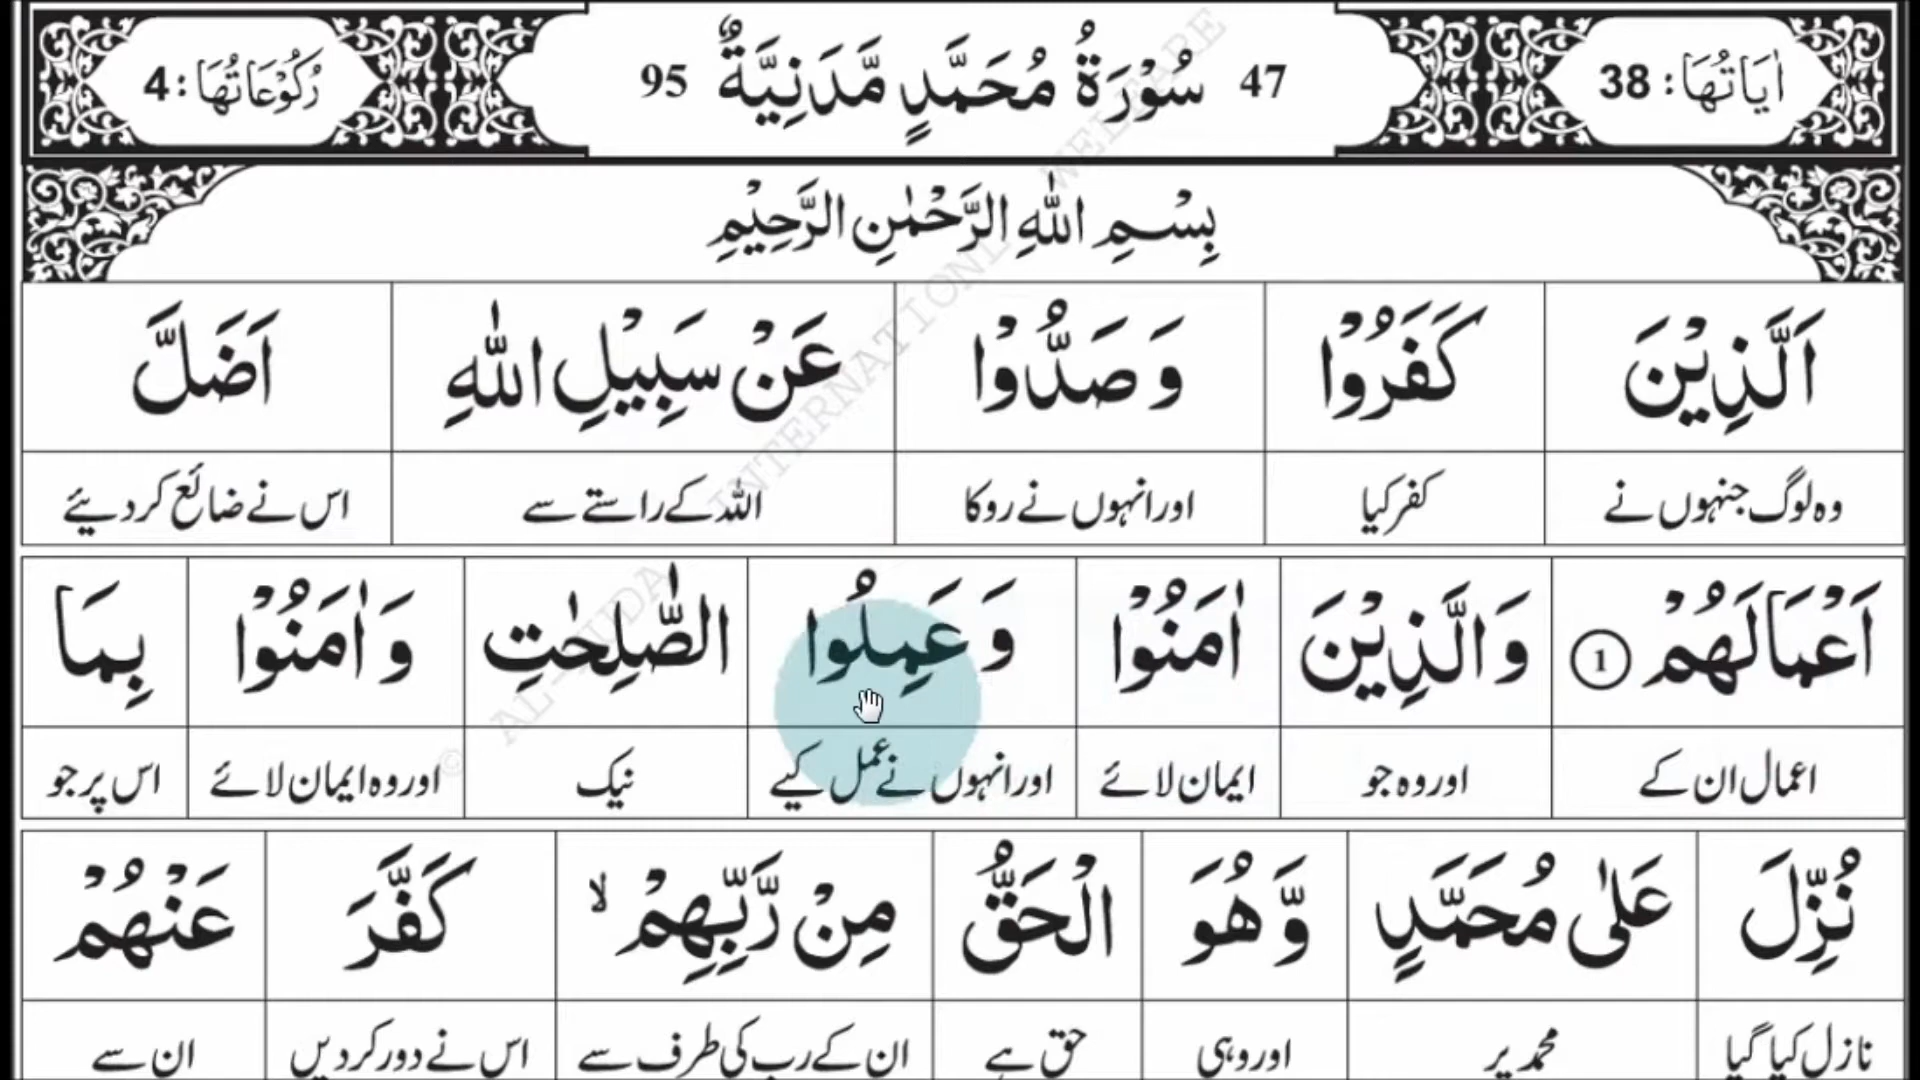 اٰيَاتُهَا: 38 47 سُوْرَةُ مُحَمَّدٍ مَّدَنِيَّةٌ 95 رُكُوْعَاتُهَا: 4
بِسْمِ اللّٰهِ الرَّحْمٰنِ الرَّحِيْمِ
اَلَّذِيْنَ كَفَرُوْا وَ صَدُّوْا عَنْ سَبِيْلِ اللّٰهِ اَضَلَّ
وہ لوگ جنہوں نے کفر کیا اور انہوں نے روکا اللہ کے راستے سے اس نے ضائع کر دیئے
اَعْمَالَهُمْ ① وَ الَّذِيْنَ اٰمَنُوْا وَ عَمِلُوا الصّٰلِحٰتِ وَ اٰمَنُوْا بِمَا
اعمال ان کے اور وہ جو ایمان لائے اور انہوں نے عمل کیے نیک اور وہ ایمان لائے اس پر جو
نُزِّلَ عَلٰى مُحَمَّدٍ وَّ هُوَ الْحَقُّ مِنْ رَّبِّهِمْ ۙ كَفَّرَ عَنْهُمْ
نازل کیا گیا محمد پر اور وہی حق ہے ان کے رب کی طرف سے اس نے دور کر دیں ان سے
© AL-HUDA INTERNATIONL WELFARE